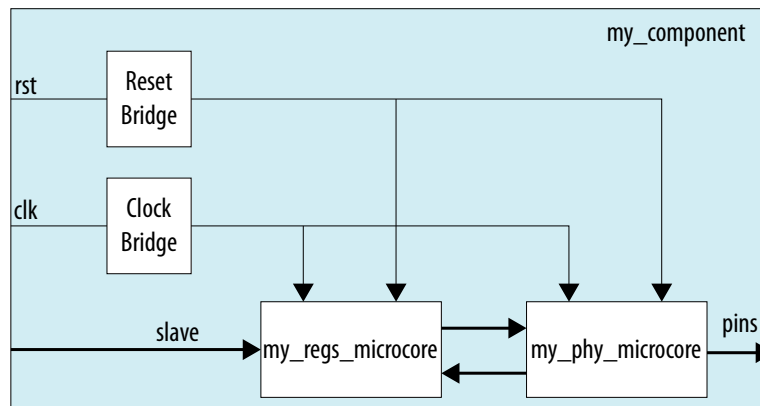 my_component
rst
Reset
Bridge
clk
Clock
Bridge
slave
my_regs_microcore
my_phy_microcore
pins